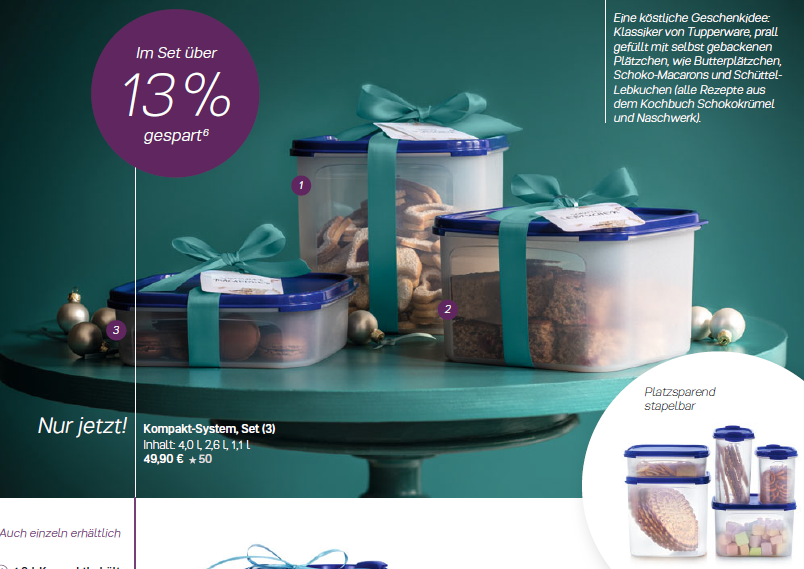 Im Set über
13 %
gespart⁶
Eine köstliche Geschenkidee:
Klassiker von Tupperware, prall
gefüllt mit selbst gebackenen
Plätzchen, wie Butterplätzchen,
Schoko-Macarons und Schüttel-
Lebkuchen (alle Rezepte aus
dem Kochbuch Schokokrümel
und Naschwerk).
1
2
3
Nur jetzt!
Kompakt-System, Set (3)
Inhalt: 4,0 l, 2,6 l, 1,1 l
49,90 € ★50
Platzsparend
stapelbar
Auch einzeln erhältlich